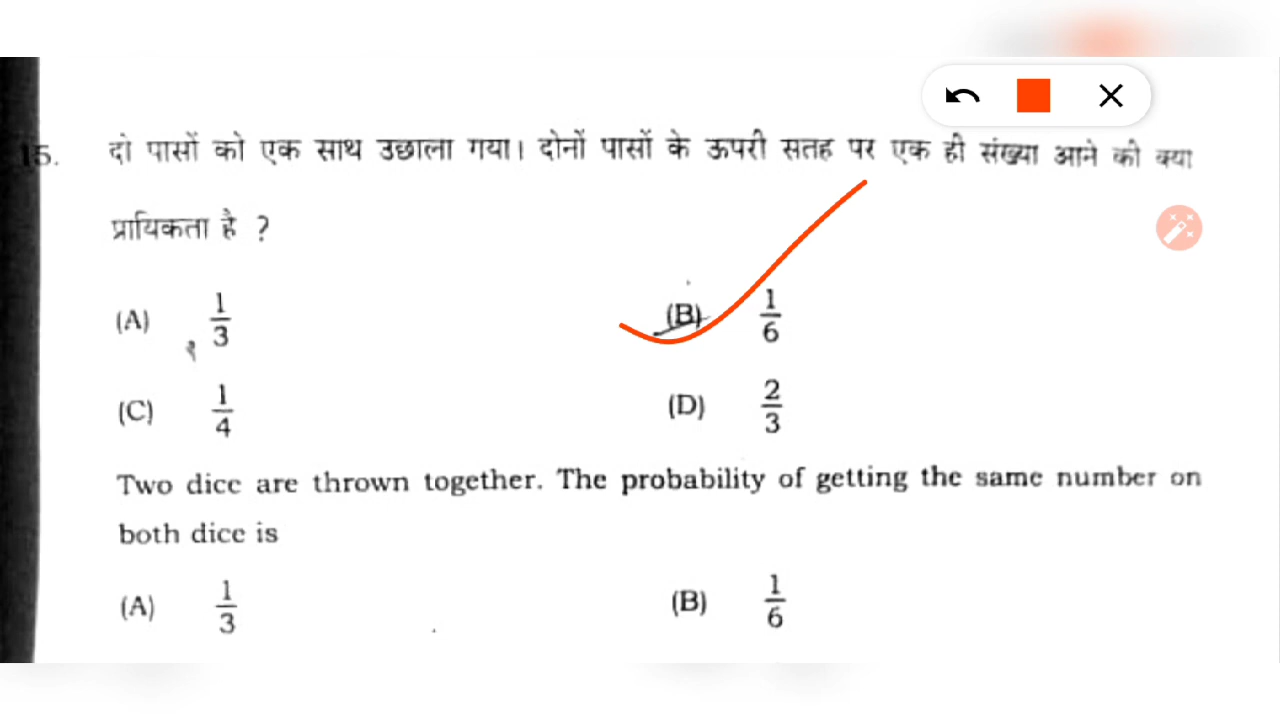 15. दो पासों को एक साथ उछाला गया। दोनों पासों के ऊपरी सतह पर एक ही संख्या आने की क्या
प्रायिकता है ?
(A) 1/3 (B) 1/6
(C) 1/4 (D) 2/3
Two dice are thrown together. The probability of getting the same number on
both dice is
(A) 1/3 (B) 1/6